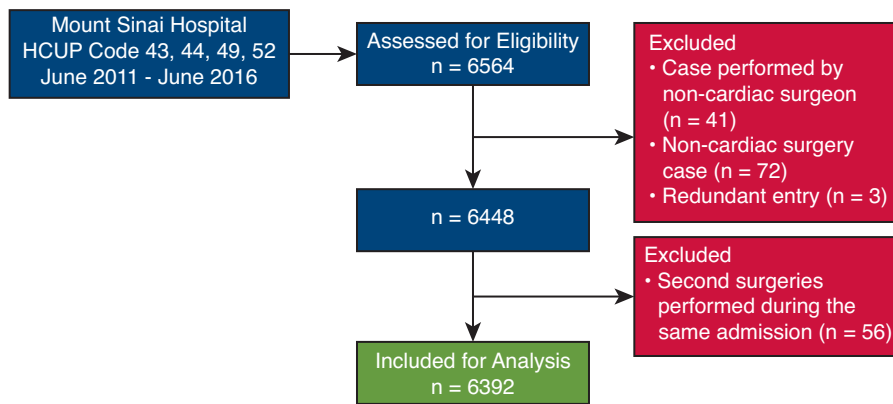 Mount Sinai Hospital
HCUP Code 43, 44, 49, 52
June 2011 - June 2016
Assessed for Eligibility
n = 6564
Excluded
• Case performed by
non-cardiac surgeon
(n = 41)
• Non-cardiac surgery
case (n = 72)
• Redundant entry (n = 3)
n = 6448
Excluded
• Second surgeries
performed during the
same admission (n = 56)
Included for Analysis
n = 6392